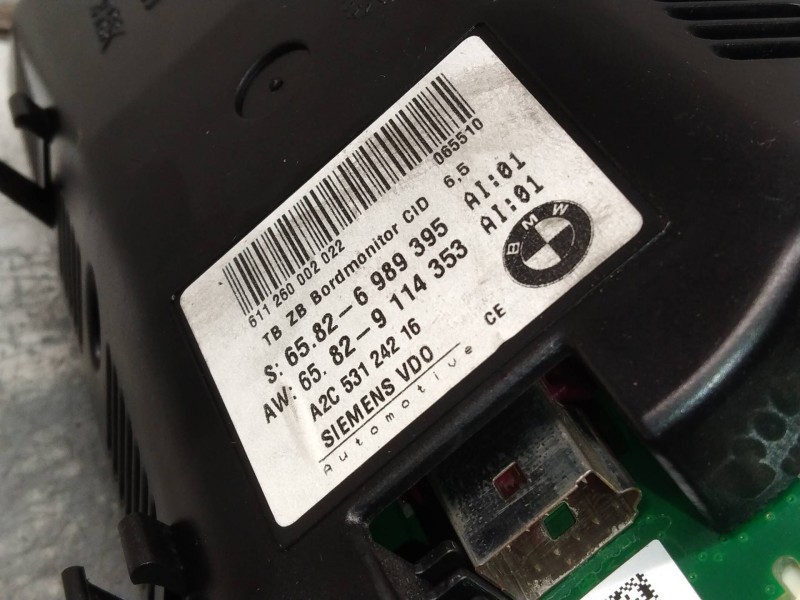 065510
611 260 002 022
TB ZB Bordmonitor CID 6,5
S: 65.82-6 989 395 AI:01
AW: 65. 82-9 114 353 AI:01
A2C 531 242 16
SIEMENS VDO CE
Automotive
BMW